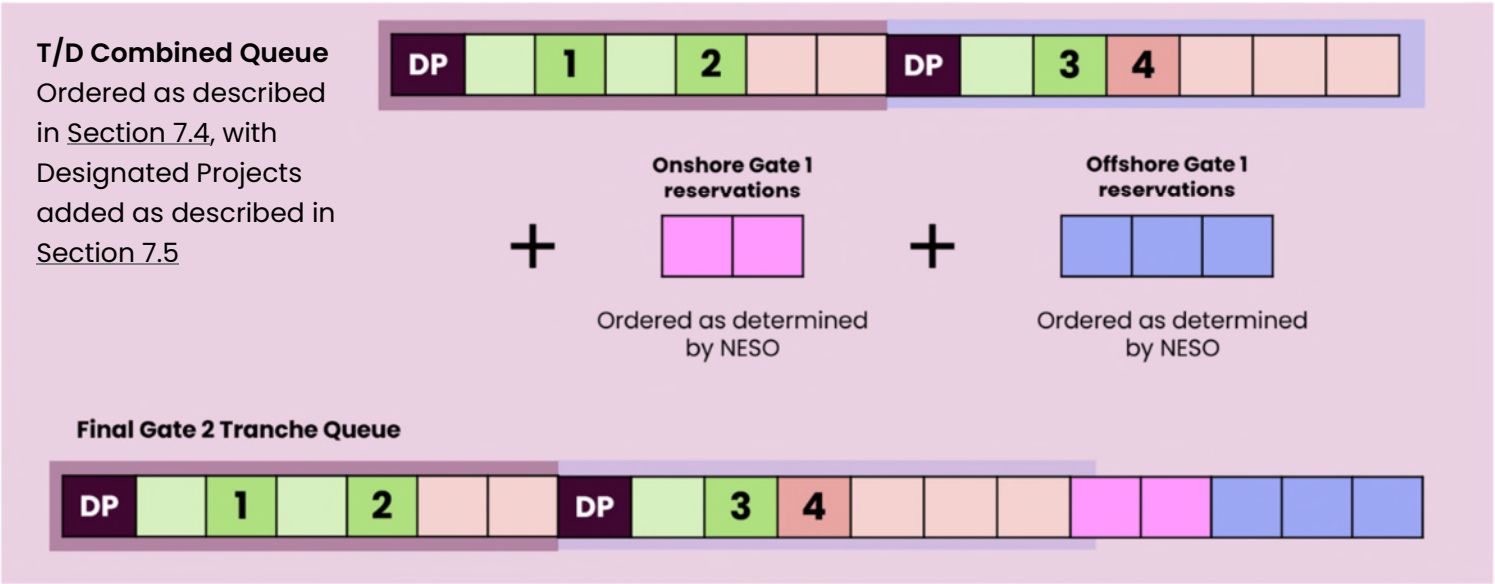 T/D Combined Queue
Ordered as described
in Section 7.4, with
Designated Projects
added as described in
Section 7.5
DP 1 2 DP 3 4
Onshore Gate 1
reservations
Offshore Gate 1
reservations
+ +
Ordered as determined
by NESO
Ordered as determined
by NESO
Final Gate 2 Tranche Queue
DP 1 2 DP 3 4